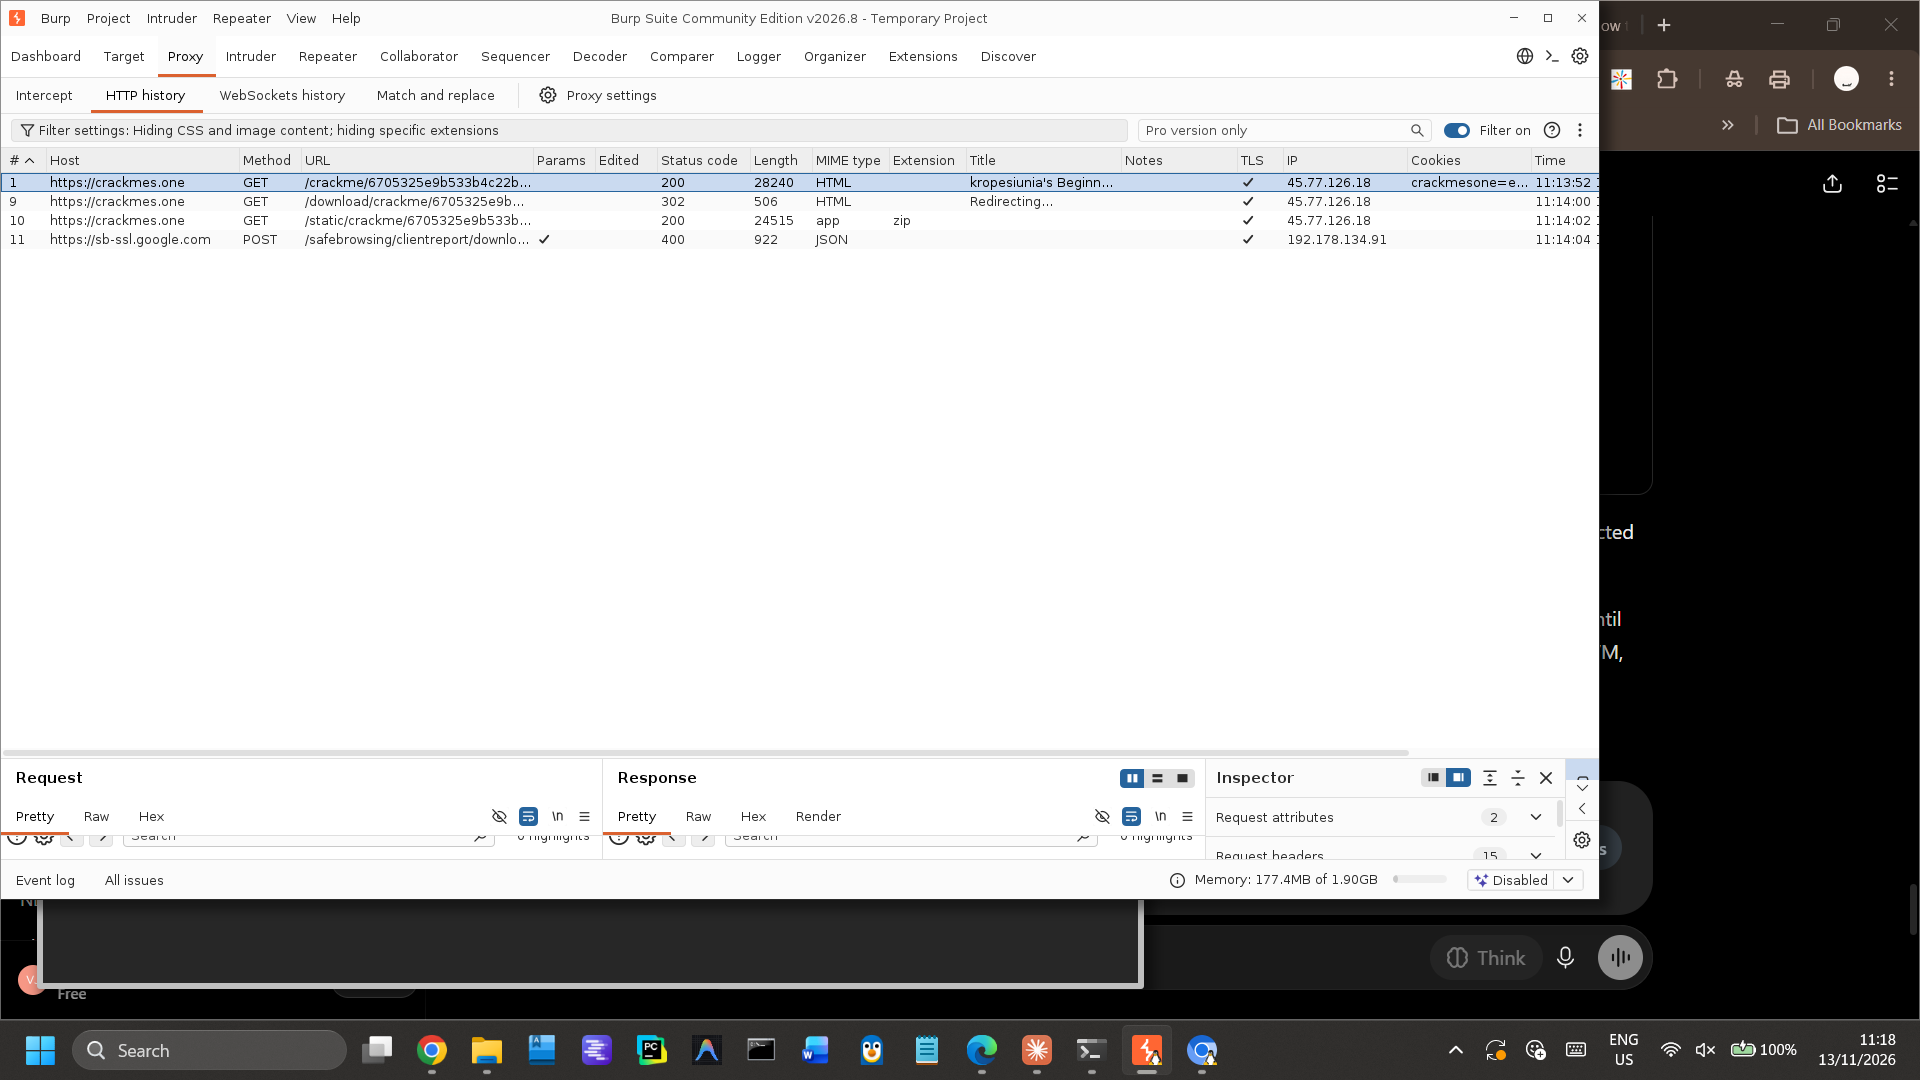 Burp Project Intruder Repeater View Help Burp Suite Community Edition v2026.8 - Temporary Project
Dashboard Target Proxy Intruder Repeater Collaborator Sequencer Decoder Comparer Logger Organizer Extensions Discover
Intercept HTTP history WebSockets history Match and replace Proxy settings
Filter settings: Hiding CSS and image content; hiding specific extensions Pro version only Filter on
# Host Method URL Params Edited Status code Length MIME type Extension Title Notes TLS IP Cookies Time
1 https://crackmes.one GET /crackme/6705325e9b533b4c22b... 200 28240 HTML kropesiunia's Beginn... ✓ 45.77.126.18 crackmesone=e... 11:13:52
9 https://crackmes.one GET /download/crackme/6705325e9b... 302 506 HTML Redirecting... ✓ 45.77.126.18 11:14:00
10 https://crackmes.one GET /static/crackme/6705325e9b533b... 200 24515 app zip ✓ 45.77.126.18 11:14:02
11 https://sb-ssl.google.com POST /safebrowsing/clientreport/downlo... ✓ 400 922 JSON ✓ 192.178.134.91 11:14:04
Request
Pretty Raw Hex \n
Search 0 highlights
Response
Pretty Raw Hex Render \n
Search 0 highlights
Inspector
Request attributes 2
Request headers 15
Event log All issues Memory: 177.4MB of 1.90GB Disabled
ow
All Bookmarks
cted
ntil
'M,
s
Think
Free
Search
ENG
US
100%
11:18
13/11/2026